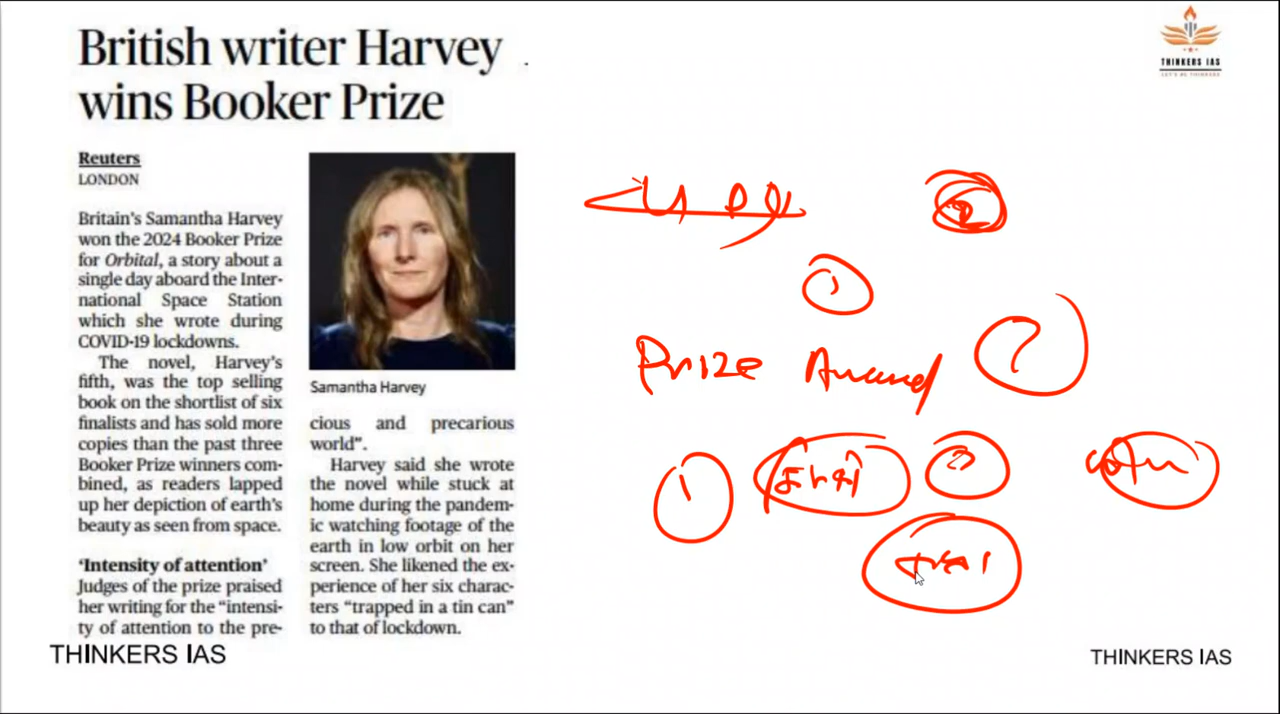 British writer Harvey
wins Booker Prize
THINKERS IAS
LET'S BE THINKERS
Reuters
LONDON
Britain's Samantha Harvey
won the 2024 Booker Prize
for Orbital, a story about a
single day aboard the Inter-
national Space Station
which she wrote during
COVID-19 lockdowns.
The novel, Harvey's
fifth, was the top selling
book on the shortlist of six
finalists and has sold more
copies than the past three
Booker Prize winners com-
bined, as readers lapped
up her depiction of earth's
beauty as seen from space.
'Intensity of attention'
Judges of the prize praised
her writing for the "intensi-
ty of attention to the pre-
Samantha Harvey
cious and precarious
world".
Harvey said she wrote
the novel while stuck at
home during the pandem-
ic watching footage of the
earth in low orbit on her
screen. She likened the ex-
perience of her six charac-
ters "trapped in a tin can"
to that of lockdown.
1
Prize Award ?
1
2
THINKERS IAS
THINKERS IAS